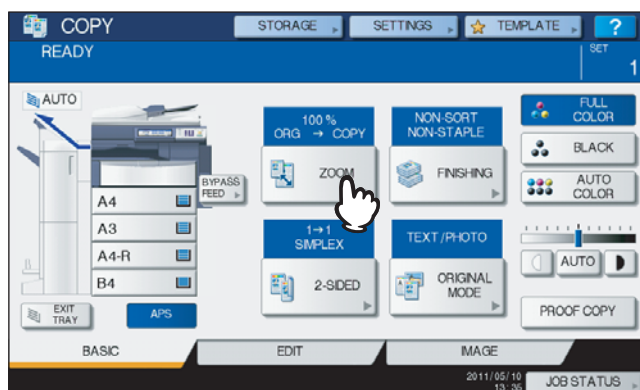 COPY
STORAGE
SETTINGS
TEMPLATE
?
READY
SET
1
AUTO
BYPASS
FEED
A4
A3
A4-R
B4
EXIT
TRAY
APS
100 %
ORG → COPY
ZOOM
NON-SORT
NON-STAPLE
FINISHING
1→1
SIMPLEX
2-SIDED
TEXT/PHOTO
ORIGINAL
MODE
FULL
COLOR
BLACK
AUTO
COLOR
AUTO
PROOF COPY
BASIC
EDIT
IMAGE
2011/05/10
13:35
JOB STATUS